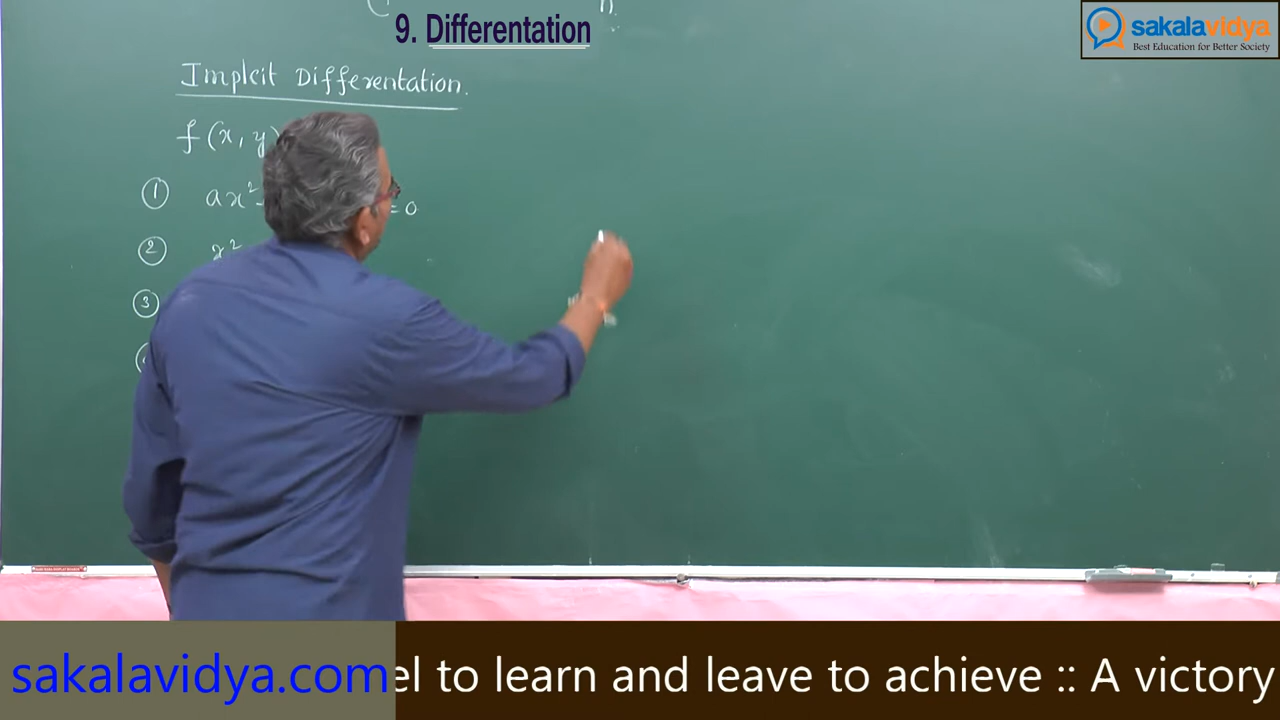 9. Differentation
sakalavidya
Best Education for Better Society
Implcit Differentation.
f(x, y)
① ax²- = 0
② x²
③
sakalavidya.com
el to learn and leave to achieve :: A victory